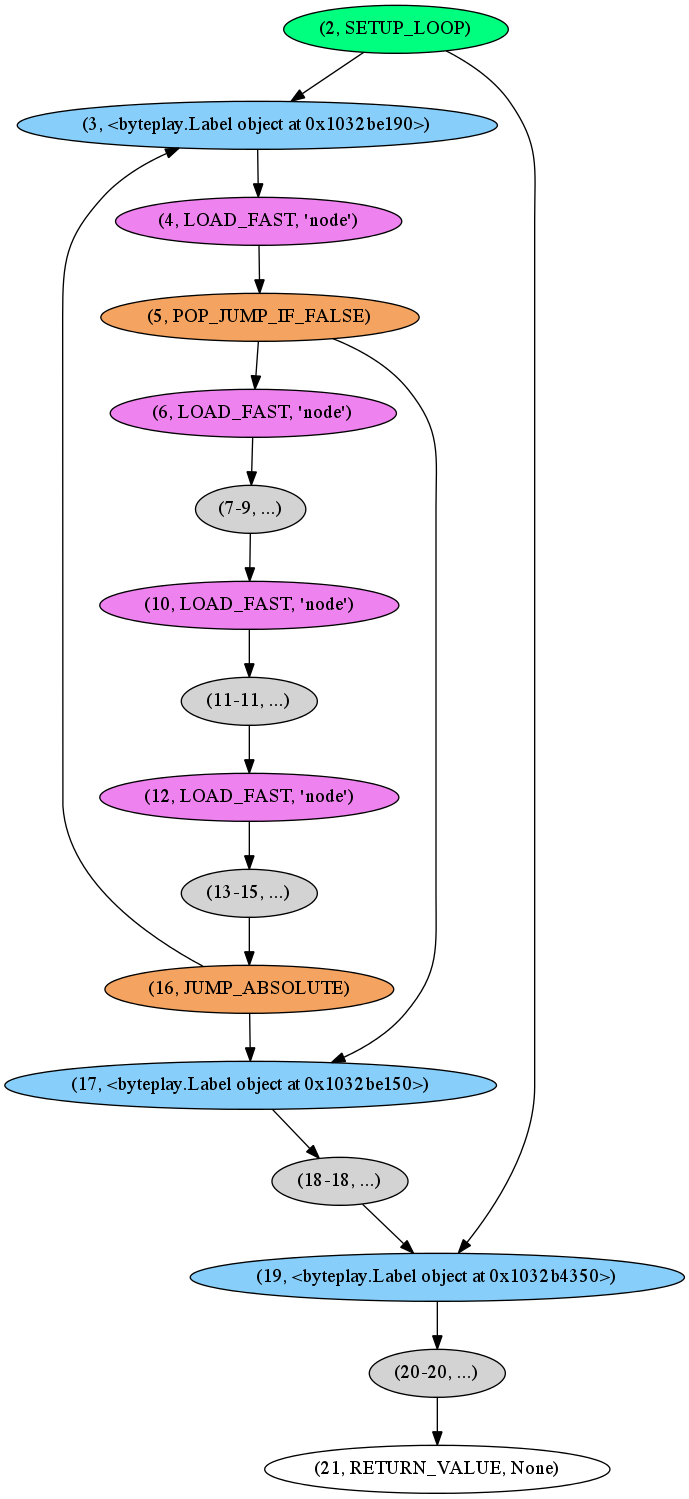 (2, SETUP_LOOP)
(3, <byteplay.Label object at 0x1032be190>)
(4, LOAD_FAST, 'node')
(5, POP_JUMP_IF_FALSE)
(6, LOAD_FAST, 'node')
(7-9, ...)
(10, LOAD_FAST, 'node')
(11-11, ...)
(12, LOAD_FAST, 'node')
(13-15, ...)
(16, JUMP_ABSOLUTE)
(17, <byteplay.Label object at 0x1032be150>)
(18-18, ...)
(19, <byteplay.Label object at 0x1032b4350>)
(20-20, ...)
(21, RETURN_VALUE, None)